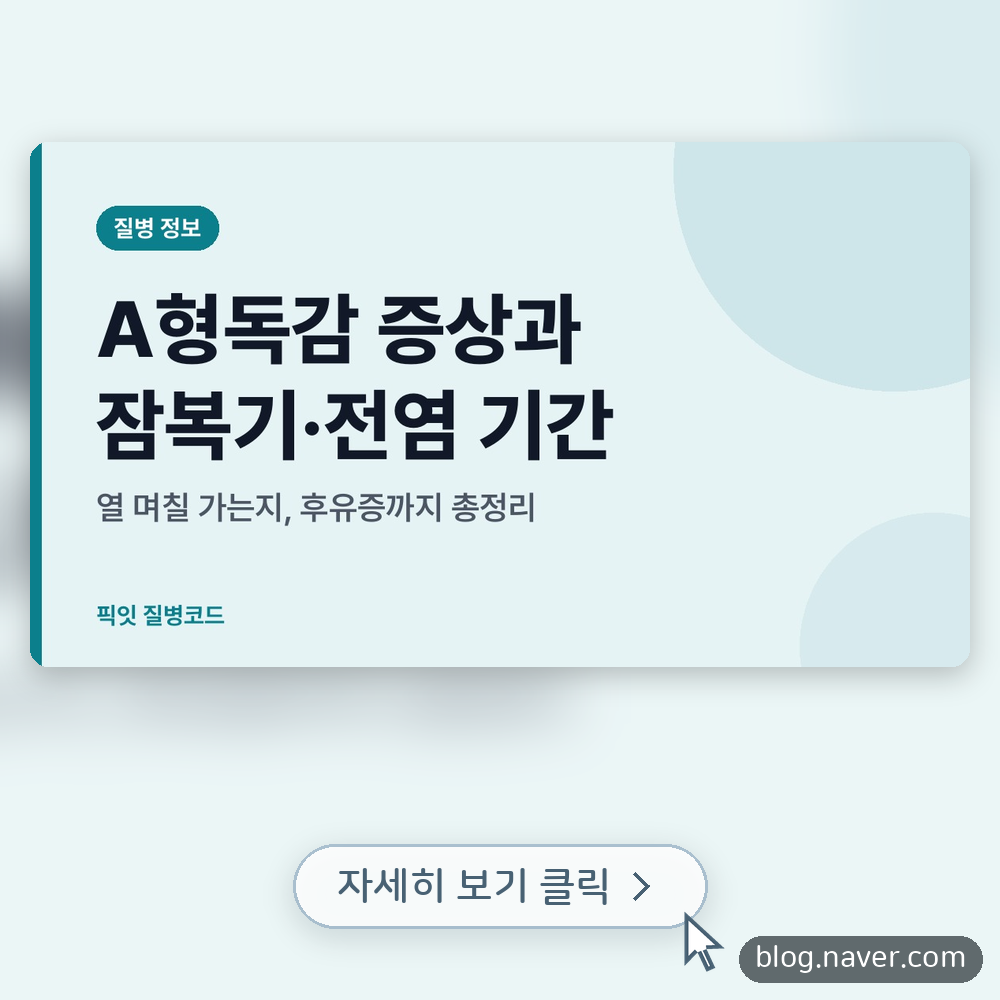 질병 정보
A형독감 증상과
잠복기·전염 기간
열 며칠 가는지, 후유증까지 총정리
픽잇 질병코드
자세히 보기 클릭
blog.naver.com